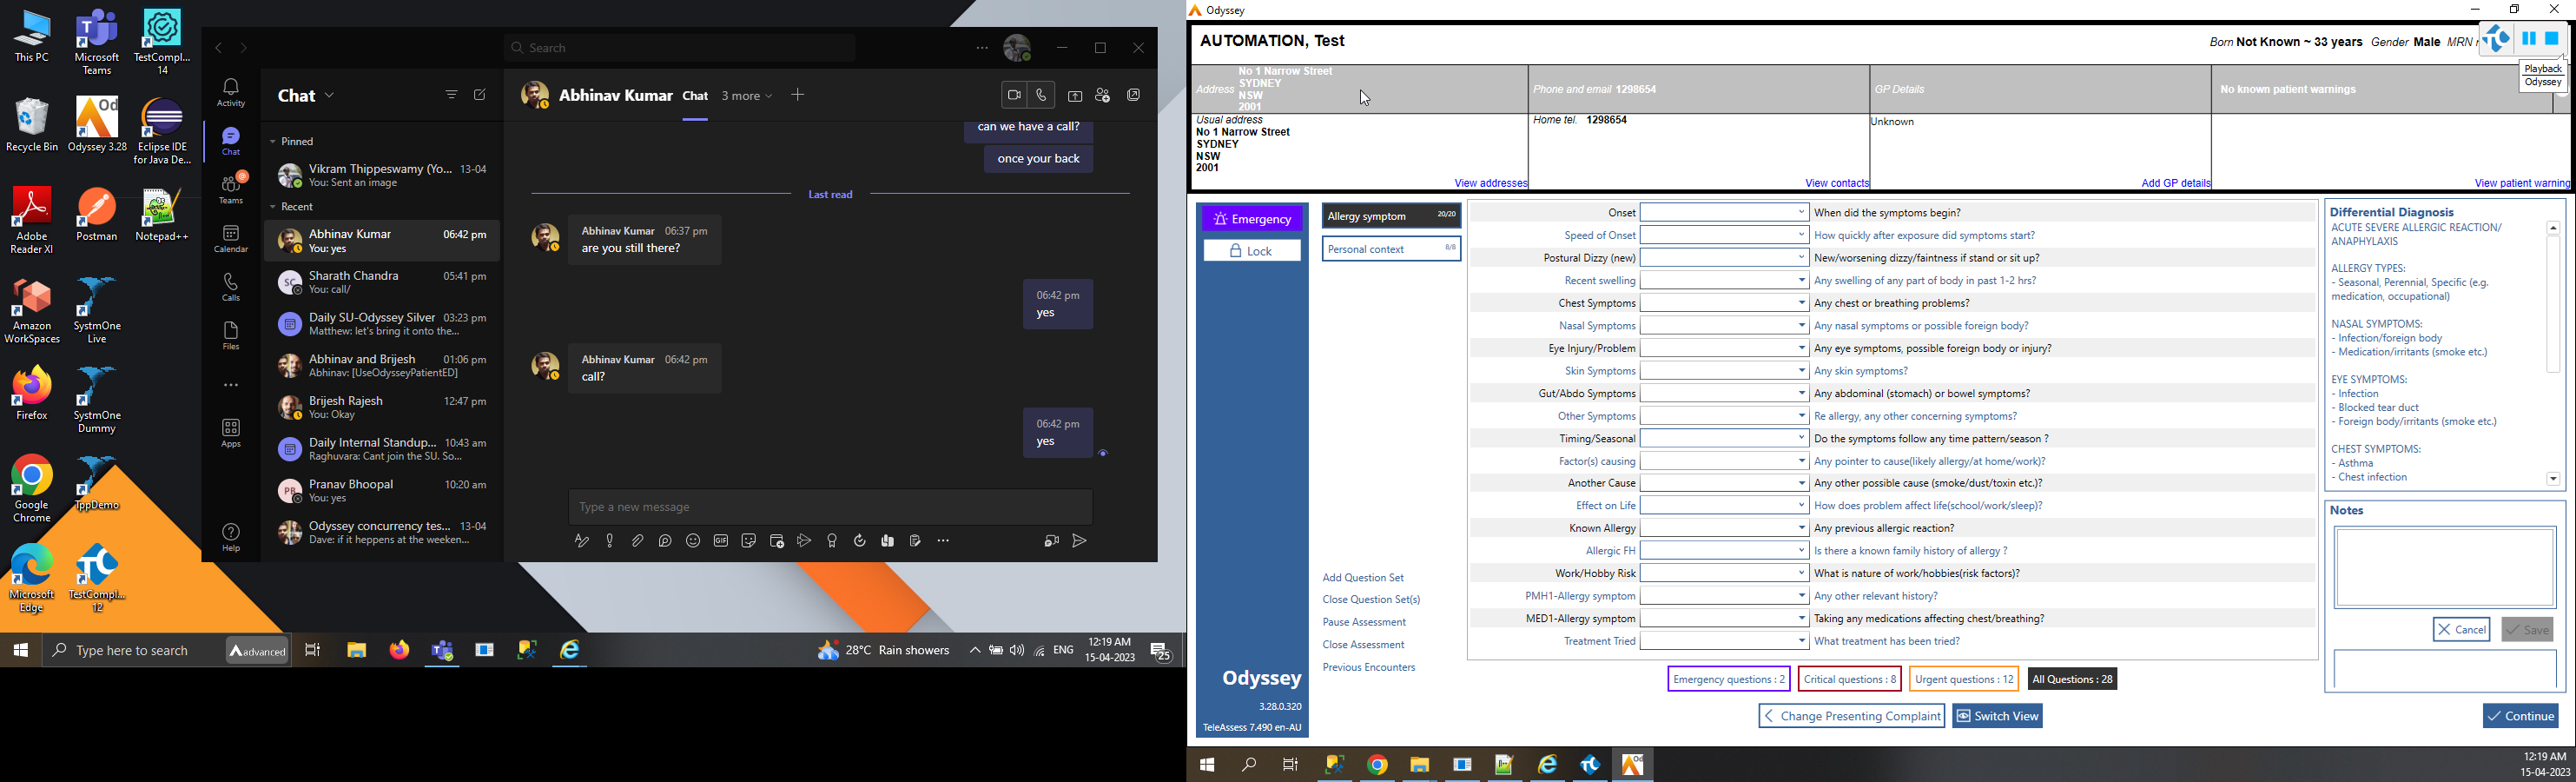 This PC
Microsoft Teams
TestCompl... 14
Recycle Bin
Odyssey 3.28
Eclipse IDE for Java De...
Adobe Reader XI
Postman
Notepad++
Amazon WorkSpaces
SystmOne Live
Firefox
SystmOne Dummy
Google Chrome
TppDemo
Microsoft Edge
TestCompl... 12
Search
Activity
Chat
Teams
Calendar
Calls
Files
Apps
Help
Chat
Pinned
Vikram Thippeswamy (Yo... 13-04
You: Sent an image
Recent
Abhinav Kumar 06:42 pm
You: yes
SC
Sharath Chandra 05:41 pm
You: call/
Daily SU-Odyssey Silver 03:23 pm
Matthew: let's bring it onto the...
Abhinav and Brijesh 01:06 pm
Abhinav: [UseOdysseyPatientED]
Brijesh Rajesh 12:47 pm
You: Okay
Daily Internal Standup... 10:43 am
Raghuvara: Cant join the SU. So...
PB
Pranav Bhoopal 10:20 am
You: yes
Odyssey concurrency tes... 13-04
Dave: if it heppens at the weeken...
Abhinav Kumar Chat 3 more
can we have a call?
once your back
Last read
Abhinav Kumar 06:37 pm
are you still there?
06:42 pm
yes
Abhinav Kumar 06:42 pm
call?
06:42 pm
yes
Type a new message
GIF
Type here to search
advanced
28°C Rain showers
ENG
12:19 AM
15-04-2023
25
Odyssey
AUTOMATION, Test
Born Not Known ~ 33 years Gender Male MRN
Playback
Odyssey
Address No 1 Narrow Street
SYDNEY
NSW
2001
Phone and email 1298654
GP Details
No known patient warnings
Usual address
No 1 Narrow Street
SYDNEY
NSW
2001
View addresses
Home tel. 1298654
View contacts
Unknown
Add GP details
View patient warning
Emergency
Lock
Odyssey
3.28.0.320
TeleAssess 7.490 en-AU
Allergy symptom 20/20
Personal context 8/8
Add Question Set
Close Question Set(s)
Pause Assessment
Close Assessment
Previous Encounters
Onset When did the symptoms begin?
Speed of Onset How quickly after exposure did symptoms start?
Postural Dizzy (new) New/worsening dizzy/faintness if stand or sit up?
Recent swelling Any swelling of any part of body in past 1-2 hrs?
Chest Symptoms Any chest or breathing problems?
Nasal Symptoms Any nasal symptoms or possible foreign body?
Eye Injury/Problem Any eye symptoms, possible foreign body or injury?
Skin Symptoms Any skin symptoms?
Gut/Abdo Symptoms Any abdominal (stomach) or bowel symptoms?
Other Symptoms Re allergy, any other concerning symptoms?
Timing/Seasonal Do the symptoms follow any time pattern/season ?
Factor(s) causing Any pointer to cause(likely allergy/at home/work)?
Another Cause Any other possible cause (smoke/dust/toxin etc.)?
Effect on Life How does problem affect life(school/work/sleep)?
Known Allergy Any previous allergic reaction?
Allergic FH Is there a known family history of allergy ?
Work/Hobby Risk What is nature of work/hobbies(risk factors)?
PMH1-Allergy symptom Any other relevant history?
MED1-Allergy symptom Taking any medications affecting chest/breathing?
Treatment Tried What treatment has been tried?
Emergency questions : 2
Critical questions : 8
Urgent questions : 12
All Questions : 28
Change Presenting Complaint
Switch View
Differential Diagnosis
ACUTE SEVERE ALLERGIC REACTION/
ANAPHYLAXIS
ALLERGY TYPES:
- Seasonal, Perennial, Specific (e.g.
medication, occupational)
NASAL SYMPTOMS:
- Infection/foreign body
- Medication/irritants (smoke etc.)
EYE SYMPTOMS:
- Infection
- Blocked tear duct
- Foreign body/irritants (smoke etc.)
CHEST SYMPTOMS:
- Asthma
- Chest infection
Notes
Cancel
Save
Continue
12:19 AM
15-04-2023